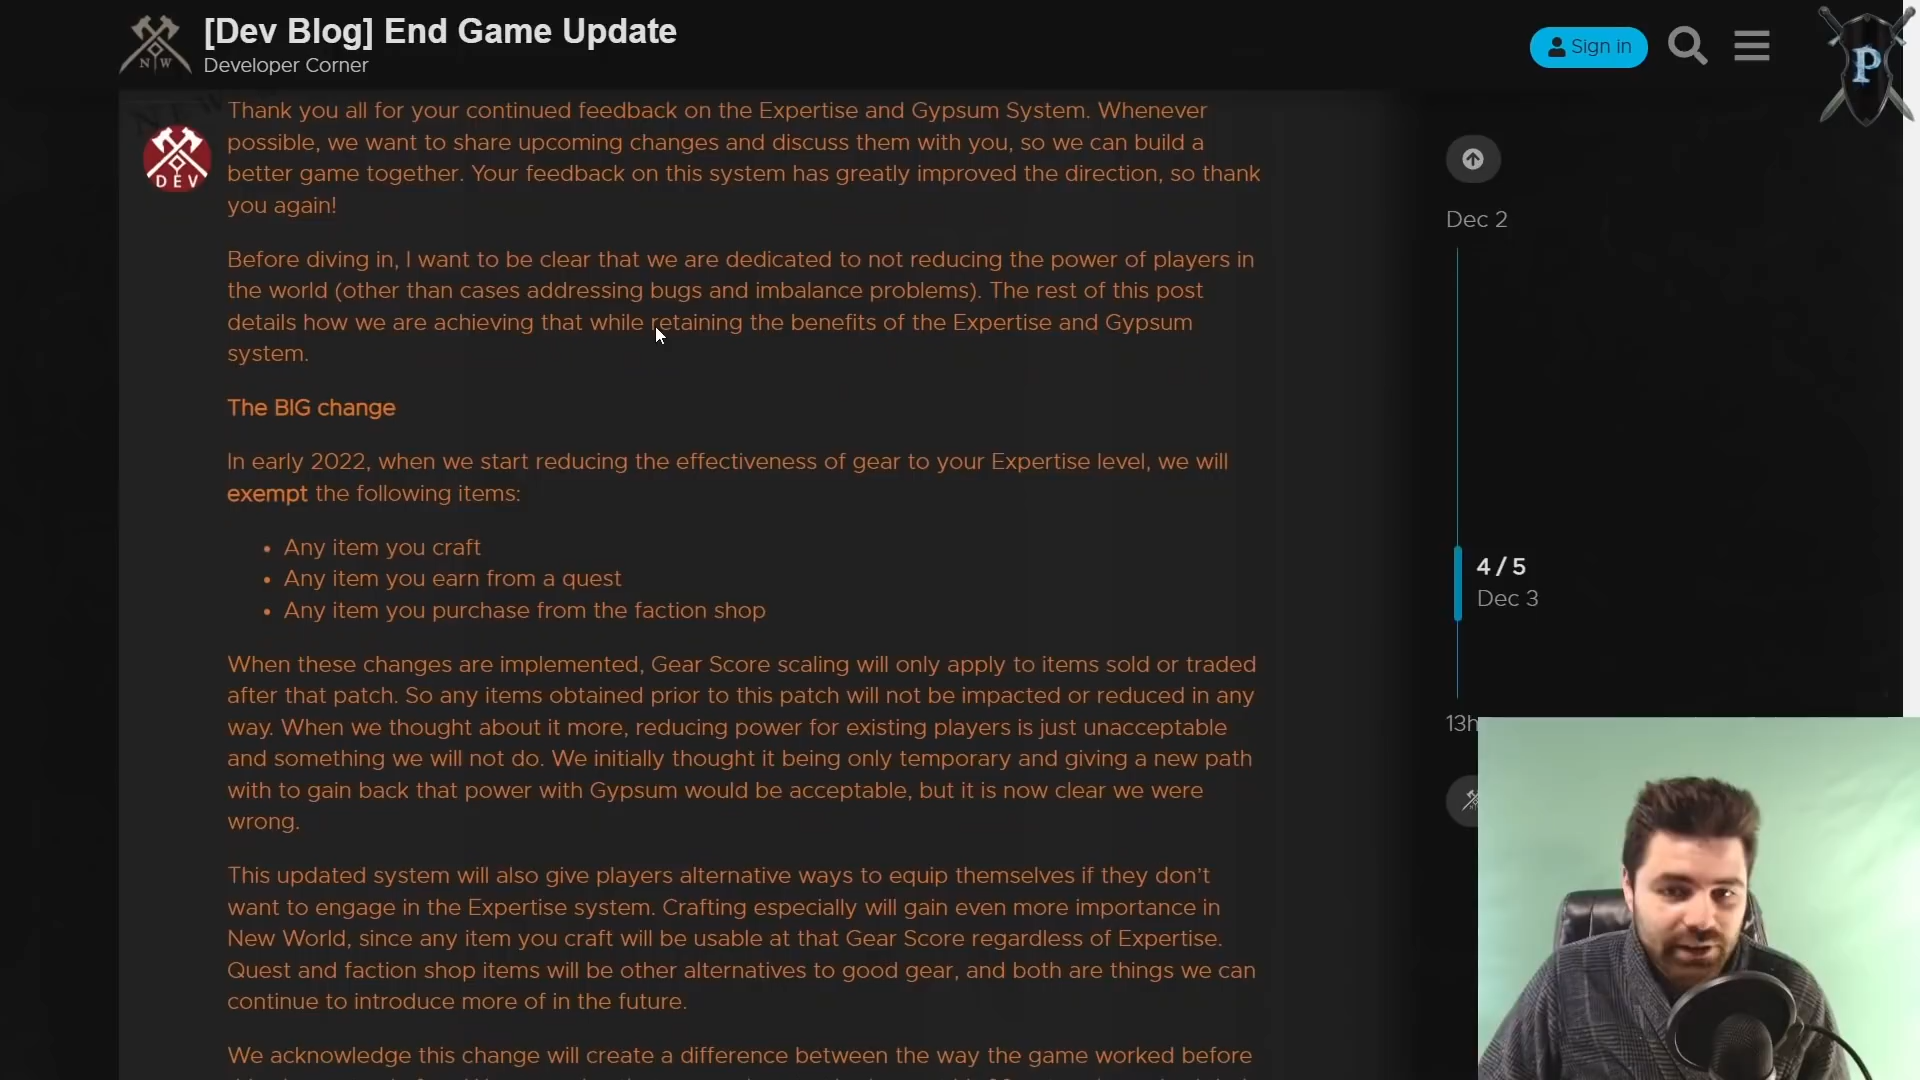 [Dev Blog] End Game Update
Developer Corner
Sign in
P
N W
DEV
Thank you all for your continued feedback on the Expertise and Gypsum System. Whenever
possible, we want to share upcoming changes and discuss them with you, so we can build a
better game together. Your feedback on this system has greatly improved the direction, so thank
you again!
Before diving in, I want to be clear that we are dedicated to not reducing the power of players in
the world (other than cases addressing bugs and imbalance problems). The rest of this post
details how we are achieving that while retaining the benefits of the Expertise and Gypsum
system.
The BIG change
In early 2022, when we start reducing the effectiveness of gear to your Expertise level, we will
exempt the following items:
• Any item you craft
• Any item you earn from a quest
• Any item you purchase from the faction shop
When these changes are implemented, Gear Score scaling will only apply to items sold or traded
after that patch. So any items obtained prior to this patch will not be impacted or reduced in any
way. When we thought about it more, reducing power for existing players is just unacceptable
and something we will not do. We initially thought it being only temporary and giving a new path
with to gain back that power with Gypsum would be acceptable, but it is now clear we were
wrong.
This updated system will also give players alternative ways to equip themselves if they don't
want to engage in the Expertise system. Crafting especially will gain even more importance in
New World, since any item you craft will be usable at that Gear Score regardless of Expertise.
Quest and faction shop items will be other alternatives to good gear, and both are things we can
continue to introduce more of in the future.
We acknowledge this change will create a difference between the way the game worked before
Dec 2
4 / 5
Dec 3
13h